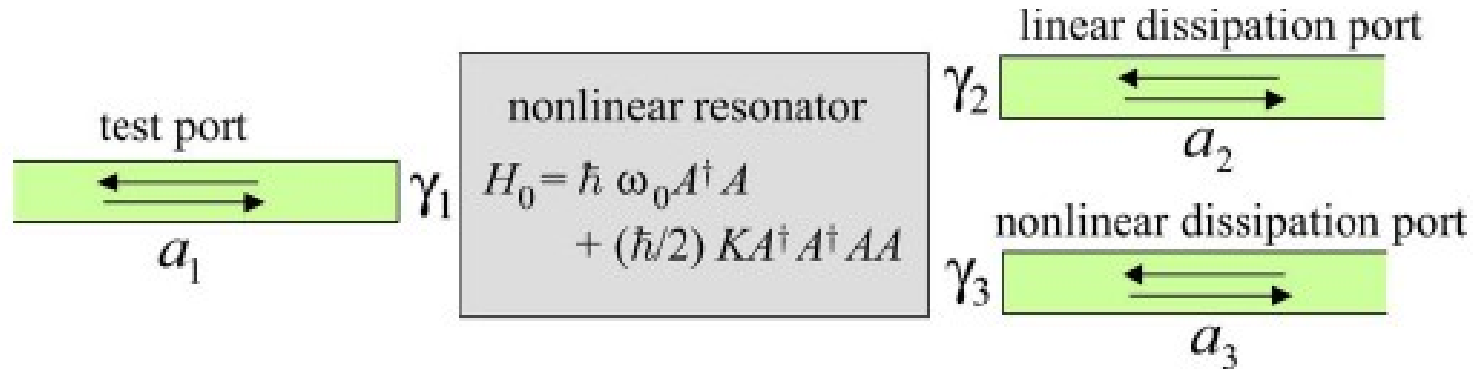 test port
γ₁
a₁
nonlinear resonator
H₀ = ℏ ω₀A†A
+ (ℏ/2) KA†A†AA
linear dissipation port
γ₂
a₂
nonlinear dissipation port
γ₃
a₃